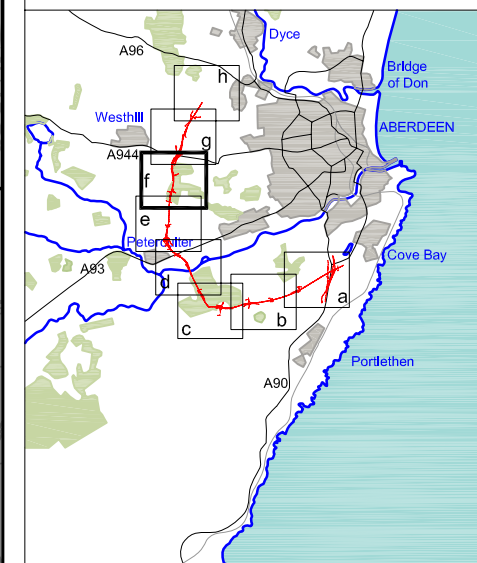 Dyce
A96
Bridge
of Don
h
Westhill
ABERDEEN
g
A944
f
e
Peterculter
Cove Bay
A93
d
a
c
b
Portlethen
A90